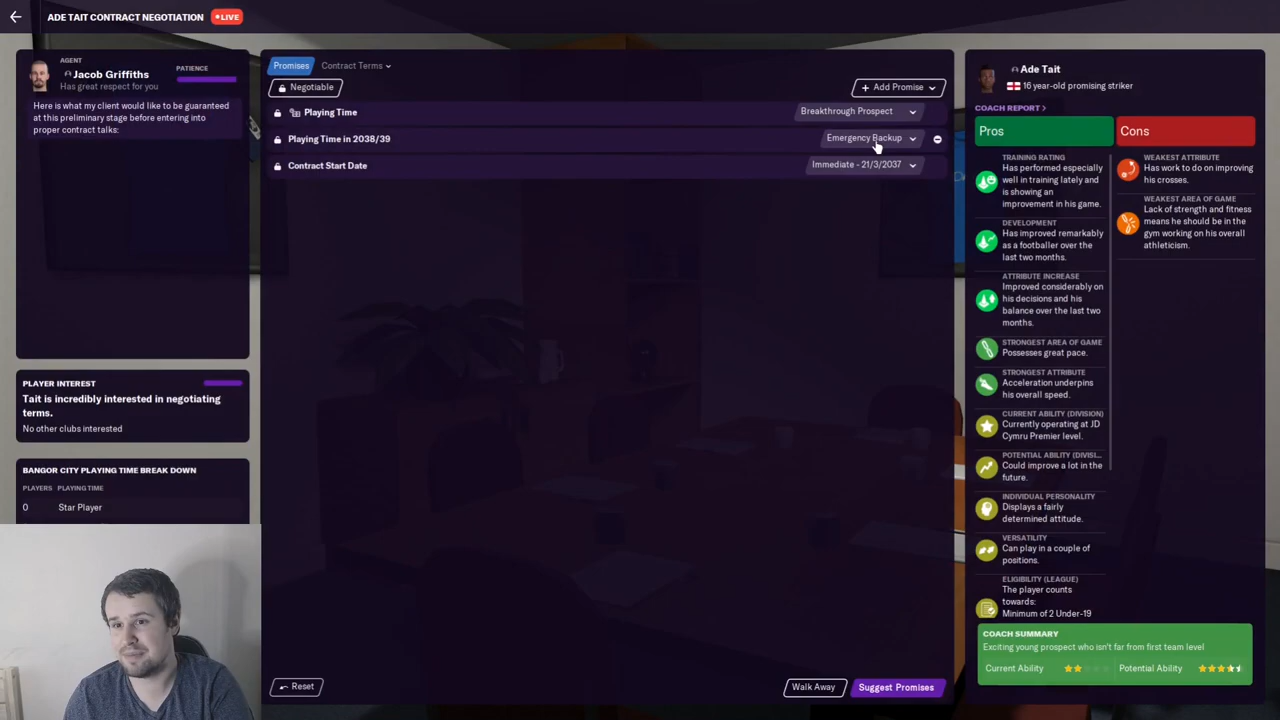 ADE TAIT CONTRACT NEGOTIATION
LIVE
AGENT
Jacob Griffiths
Has great respect for you
PATIENCE
Here is what my client would like to be guaranteed
at this preliminary stage before entering into
proper contract talks:
PLAYER INTEREST
Tait is incredibly interested in negotiating
terms.
No other clubs interested
BANGOR CITY PLAYING TIME BREAK DOWN
PLAYERS PLAYING TIME
0 Star Player
Promises Contract Terms
Negotiable
+ Add Promise
Playing Time Breakthrough Prospect
Playing Time in 2038/39 Emergency Backup
Contract Start Date Immediate - 21/3/2037
Reset
Walk Away
Suggest Promises
Ade Tait
16 year-old promising striker
COACH REPORT >
Pros
TRAINING RATING
Has performed especially
well in training lately and
is showing an
improvement in his game.
DEVELOPMENT
Has improved remarkably
as a footballer over the
last two months.
ATTRIBUTE INCREASE
Improved considerably on
his decisions and his
balance over the last two
months.
STRONGEST AREA OF GAME
Possesses great pace.
STRONGEST ATTRIBUTE
Acceleration underpins
his overall speed.
CURRENT ABILITY (DIVISION)
Currently operating at JD
Cymru Premier level.
POTENTIAL ABILITY (DIVISI...
Could improve a lot in the
future.
INDIVIDUAL PERSONALITY
Displays a fairly
determined attitude.
VERSATILITY
Can play in a couple of
positions.
ELIGIBILITY (LEAGUE)
The player counts
towards:
Minimum of 2 Under-19
Cons
WEAKEST ATTRIBUTE
Has work to do on improving
his crosses.
WEAKEST AREA OF GAME
Lack of strength and fitness
means he should be in the
gym working on his overall
athleticism.
COACH SUMMARY
Exciting young prospect who isn't far from first team level
Current Ability
Potential Ability